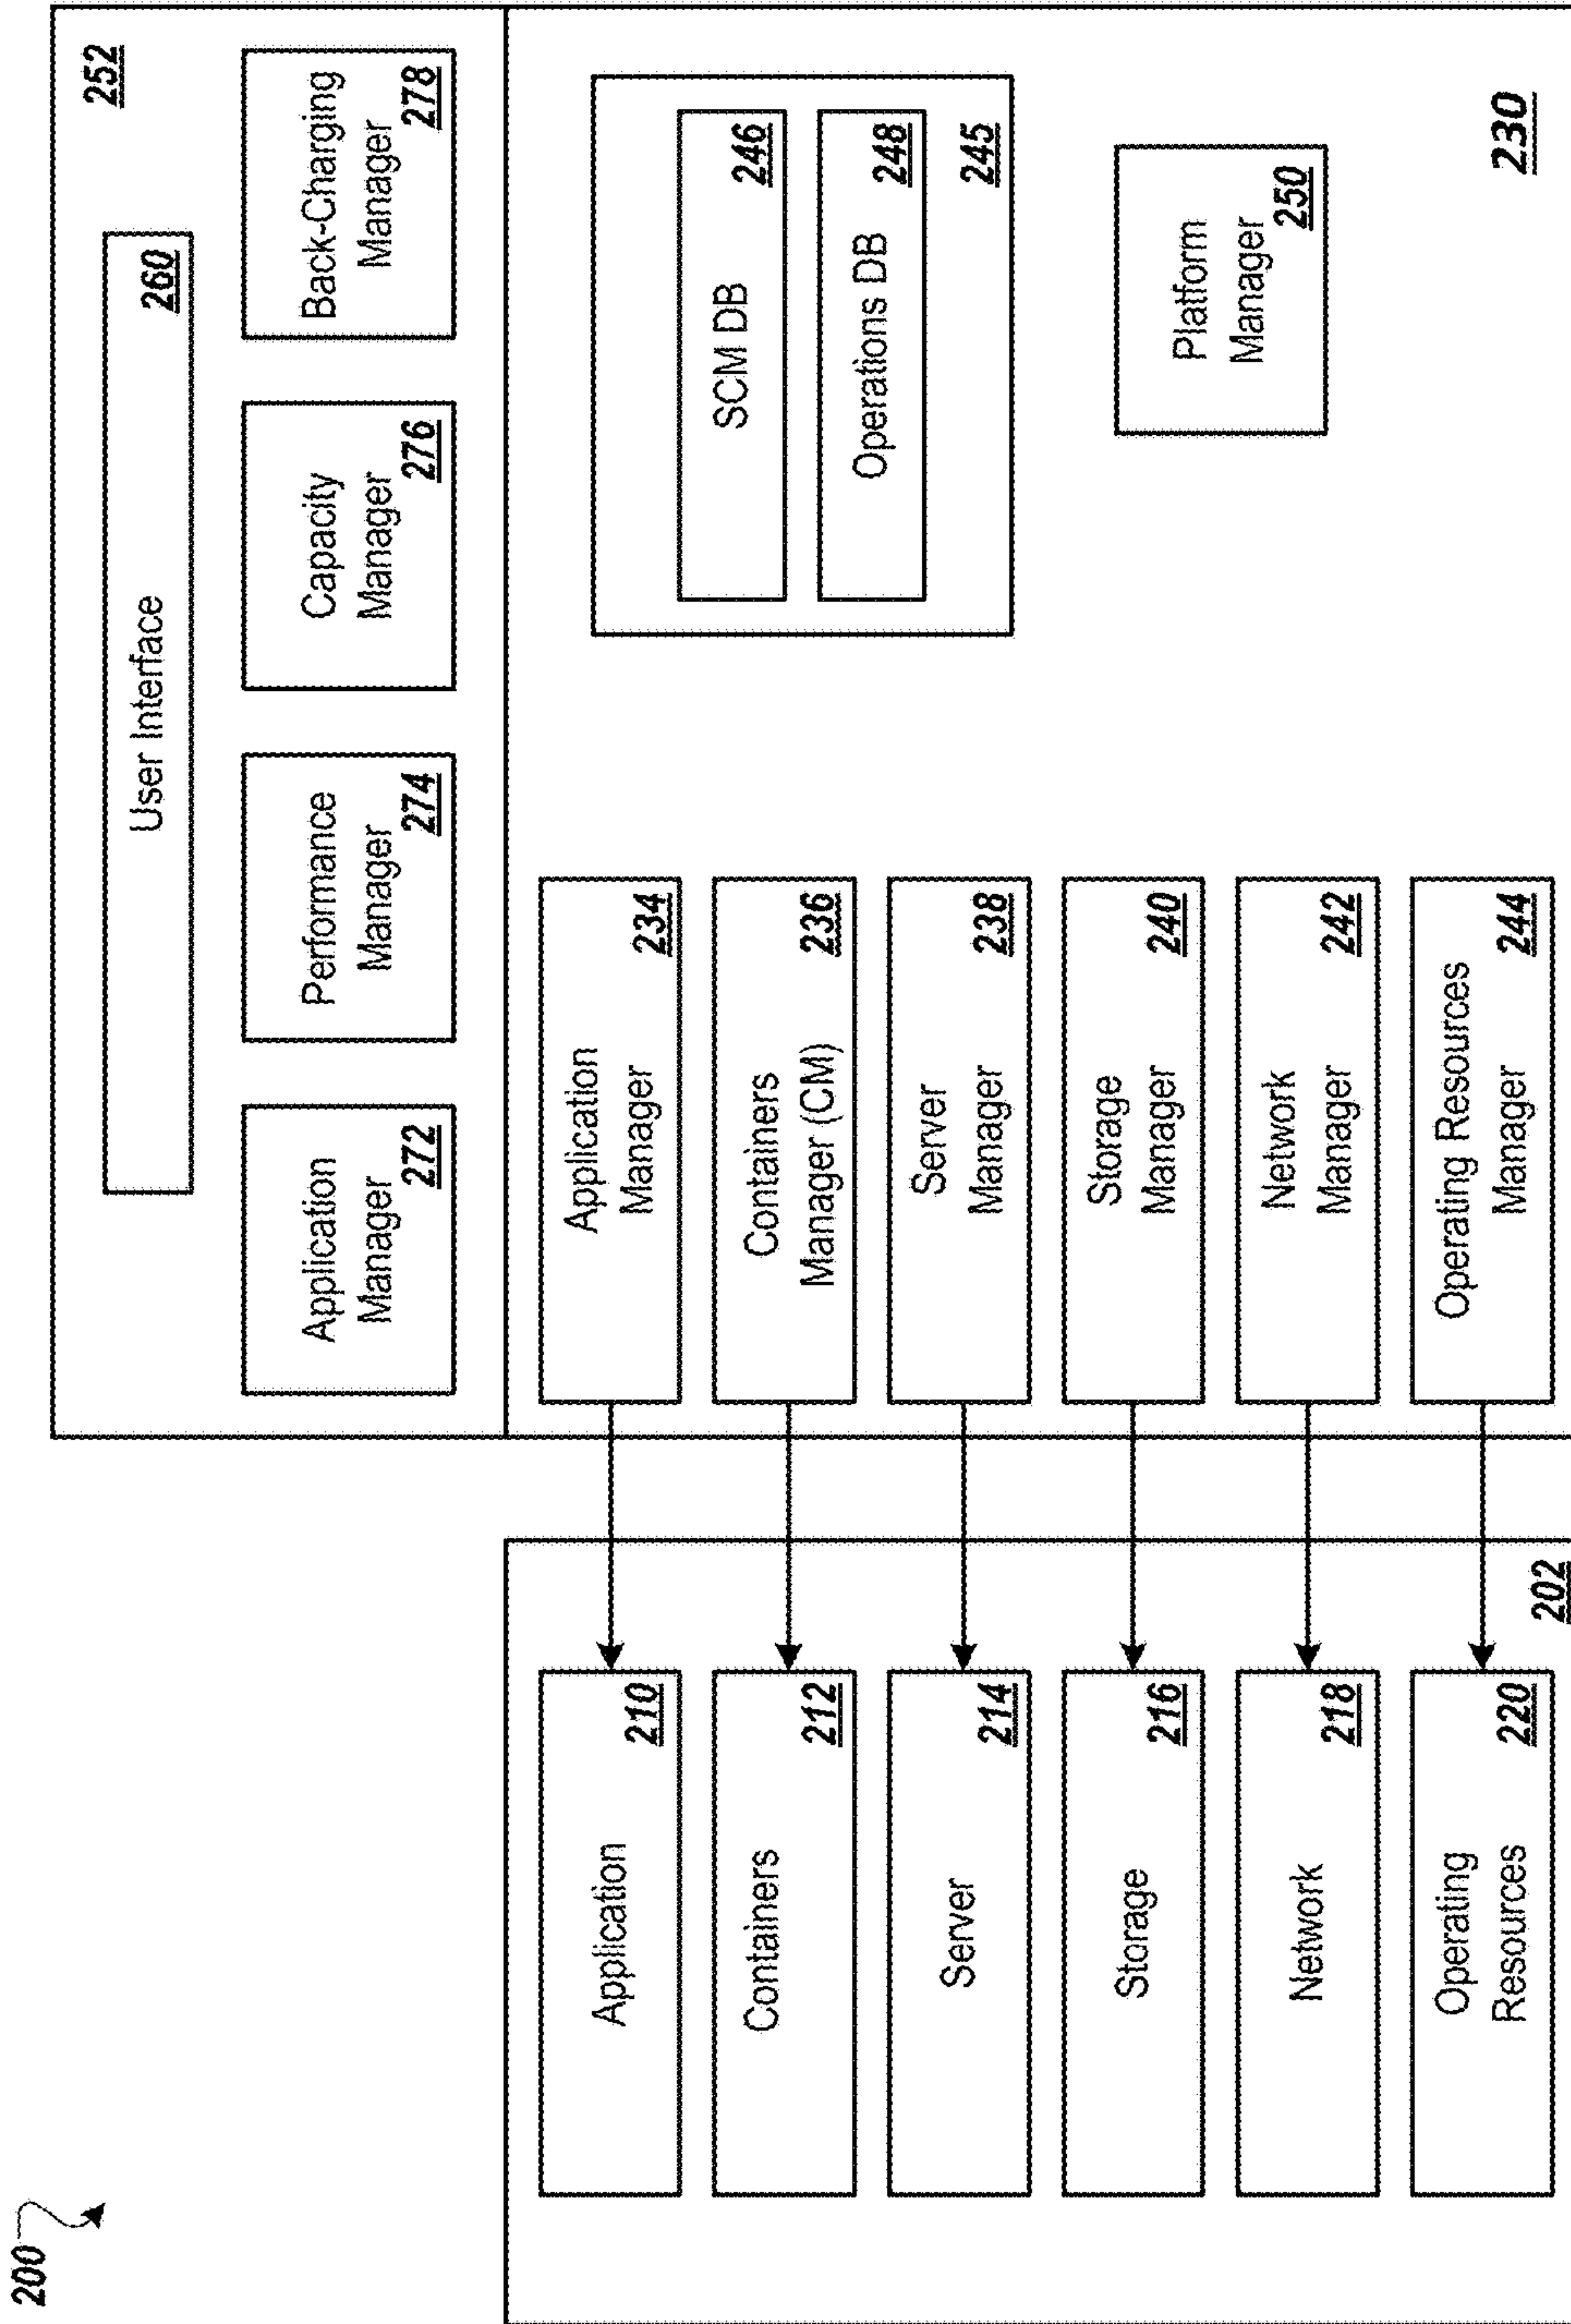 200
252
User Interface
260
Application
Manager
272
Performance
Manager
274
Capacity
Manager
276
Back-Charging
Manager
278
Application
210
Containers
212
Server
214
Storage
216
Network
218
Operating
Resources
220
202
Application
Manager
234
Containers
Manager (CM)
236
Server
Manager
238
Storage
Manager
240
Network
Manager
242
Operating Resources
Manager
244
SCM DB
246
Operations DB
248
245
Platform
Manager
250
230